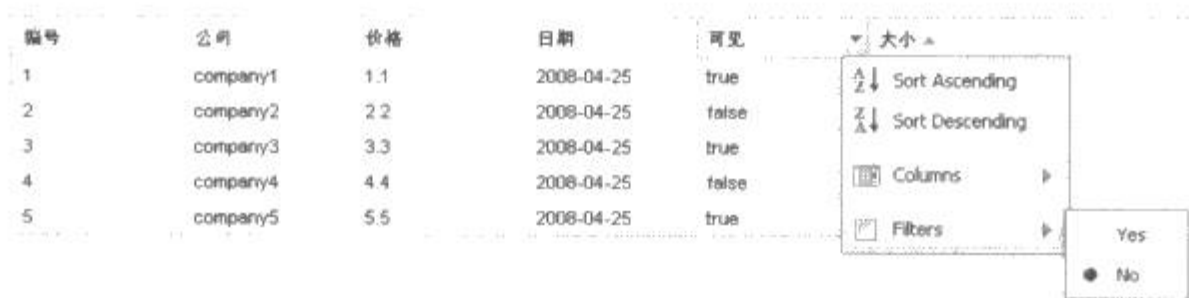 编号 公司 价格 日期 可见 大小
1 company1 1.1 2008-04-25 true
2 company2 2.2 2008-04-25 false
3 company3 3.3 2008-04-25 true
4 company4 4.4 2008-04-25 false
5 company5 5.5 2008-04-25 true
Sort Ascending
Sort Descending
Columns
Filters
Yes
No